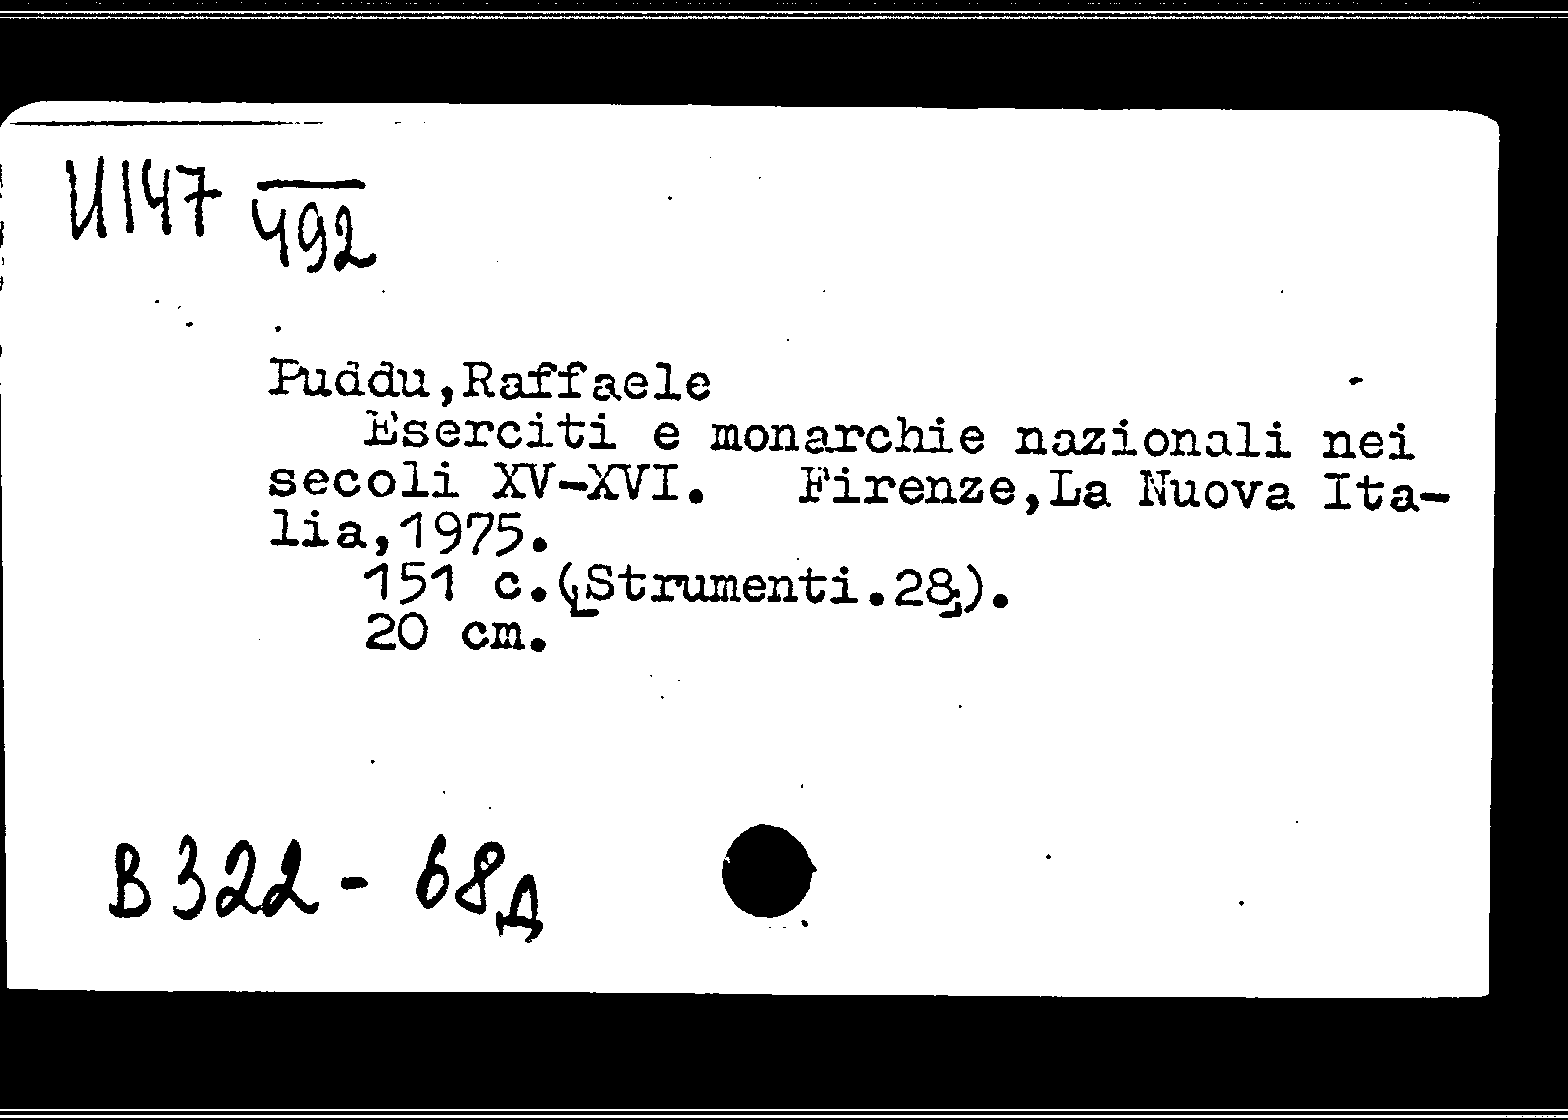 И147 492
Puddu,Raffaele
Eserciti e monarchie nazionali nei
secoli XV-XVI. Firenze,La Nuova Ita-
lia,1975.
151 c.([Strumenti.28]).
20 cm.
В322-68д